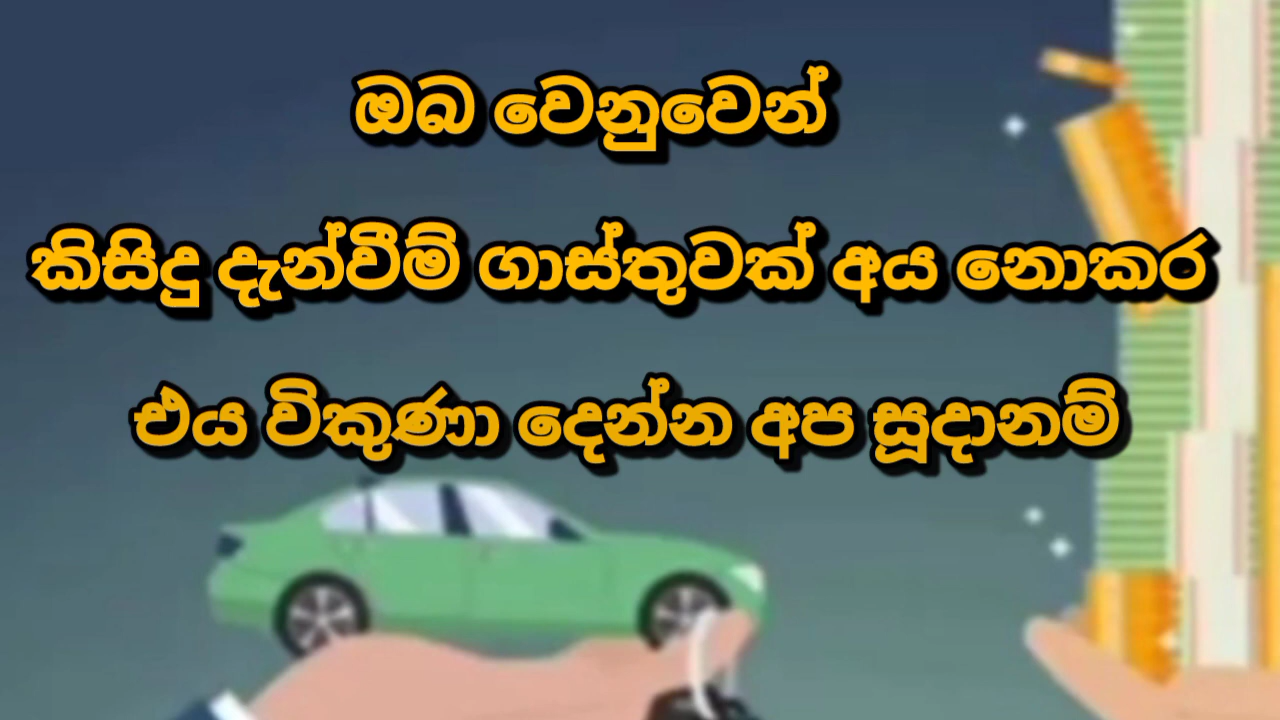 ඔබ වෙනුවෙන්
කිසිදු දැන්වීම් ගාස්තුවක් අය නොකර
එය විකුණා දෙන්න අප සූදානම්